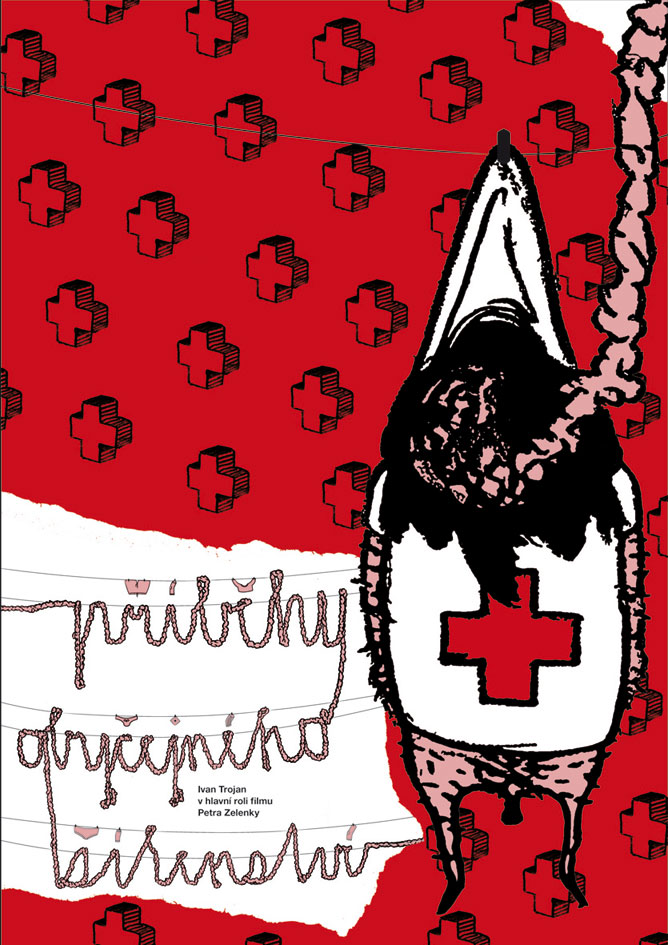 příběhy
obyčejného
šílenství
Ivan Trojan
v hlavní roli filmu
Petra Zelenky